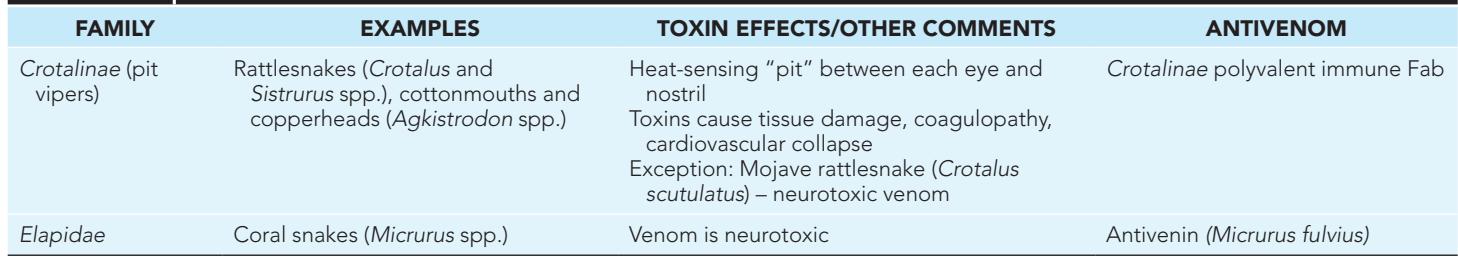 FAMILY EXAMPLES TOXIN EFFECTS/OTHER COMMENTS ANTIVENOM
Crotalinae (pit
vipers)
Rattlesnakes (Crotalus and
Sistrurus spp.), cottonmouths and
copperheads (Agkistrodon spp.)
Heat-sensing “pit” between each eye and
nostril
Toxins cause tissue damage, coagulopathy,
cardiovascular collapse
Exception: Mojave rattlesnake (Crotalus
scutulatus) – neurotoxic venom
Crotalinae polyvalent immune Fab
Elapidae
Coral snakes (Micrurus spp.)
Venom is neurotoxic
Antivenin (Micrurus fulvius)